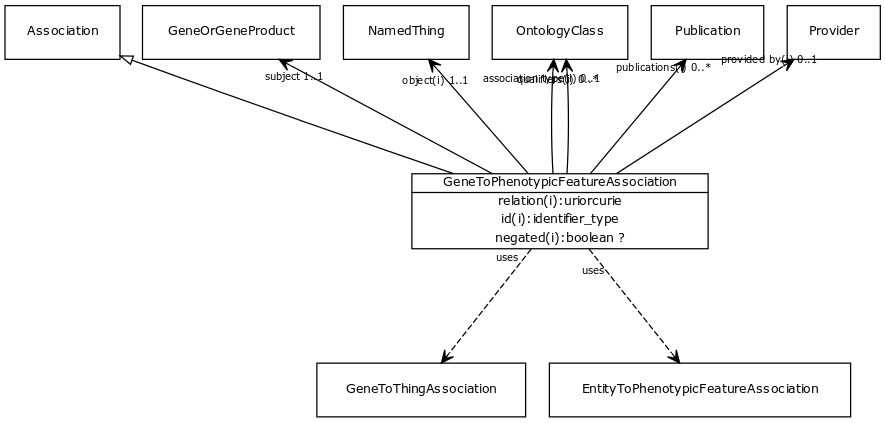 Association
GeneOrGeneProduct
NamedThing
OntologyClass
Publication
Provider
subject 1..1
object(i) 1..1
association type(i) 0..1
qualifiers(i) 0..*
publications(i) 0..*
provided by(i) 0..1
GeneToPhenotypicFeatureAssociation
relation(i):uriorcurie
id(i):identifier_type
negated(i):boolean ?
uses
uses
GeneToThingAssociation
EntityToPhenotypicFeatureAssociation